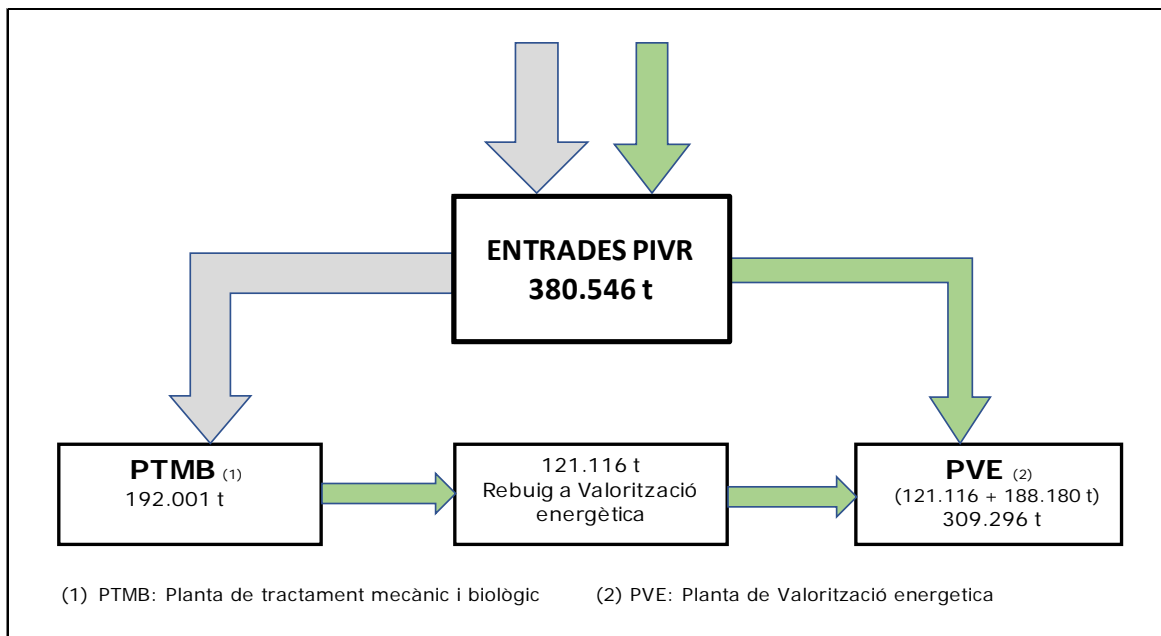 ENTRADES PIVR
380.546 t
PTMB (1)
192.001 t
121.116 t
Rebuig a Valorització
energètica
PVE (2)
(121.116 + 188.180 t)
309.296 t
(1) PTMB: Planta de tractament mecànic i biològic (2) PVE: Planta de Valorització energetica